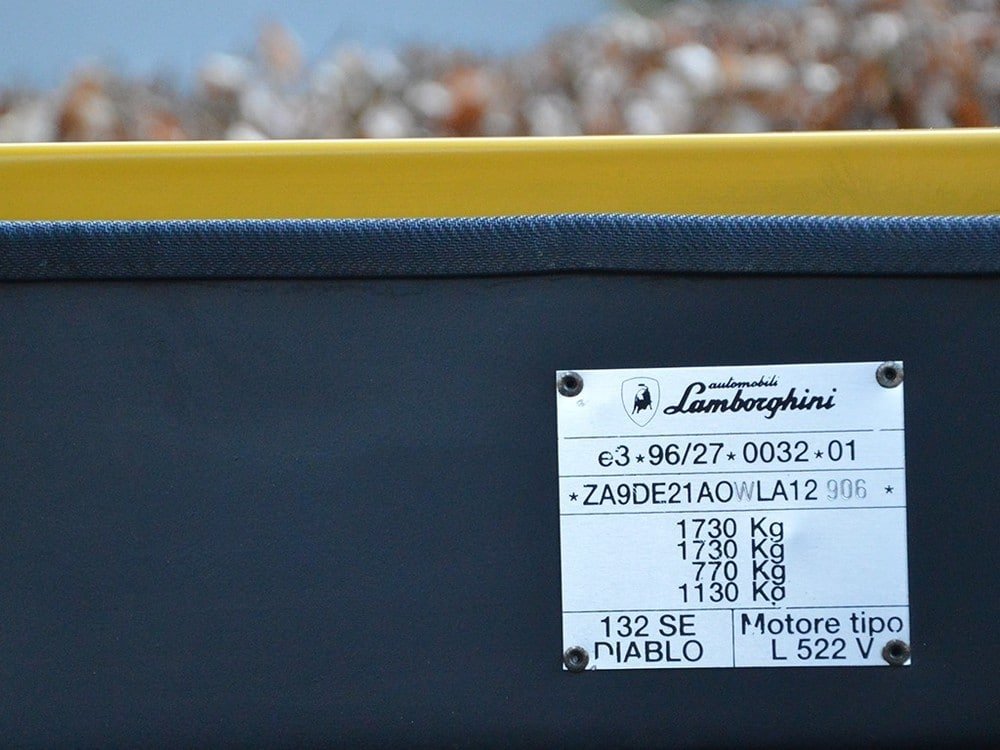 automobili
Lamborghini
e3*96/27*0032*01
*ZA9DE21AOWLA12906 *
1730 Kg
1730 Kg
770 Kg
1130 Kg
132 SE
DIABLO
Motore tipo
L 522 V